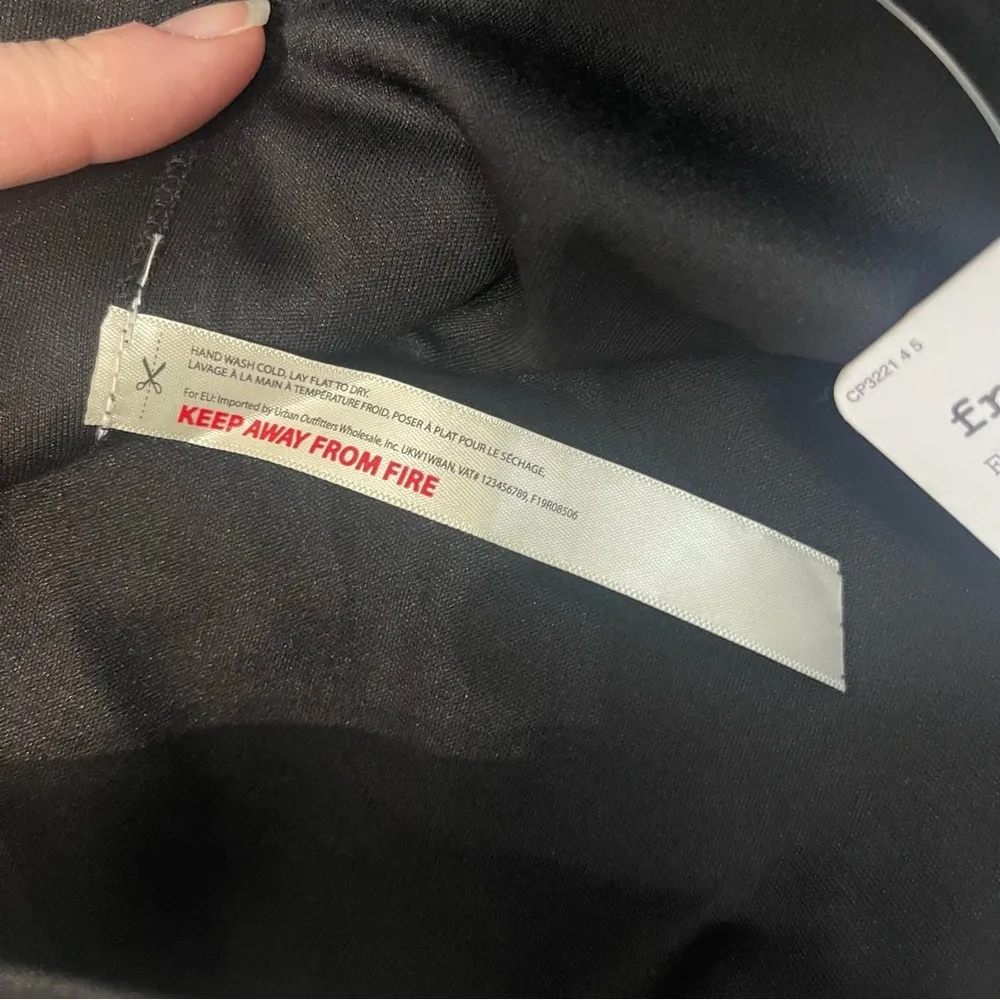 HAND WASH COLD, LAY FLAT TO DRY.
LAVAGE À LA MAIN À TEMPÉRATURE FROID, POSER À PLAT POUR LE SÉCHAGE,
For EU: Imported by Urban Outfitters Wholesale, Inc. UKW1W8AN, VAT# 123456789, F19R08506
KEEP AWAY FROM FIRE
CP3221 4 5
fr
F